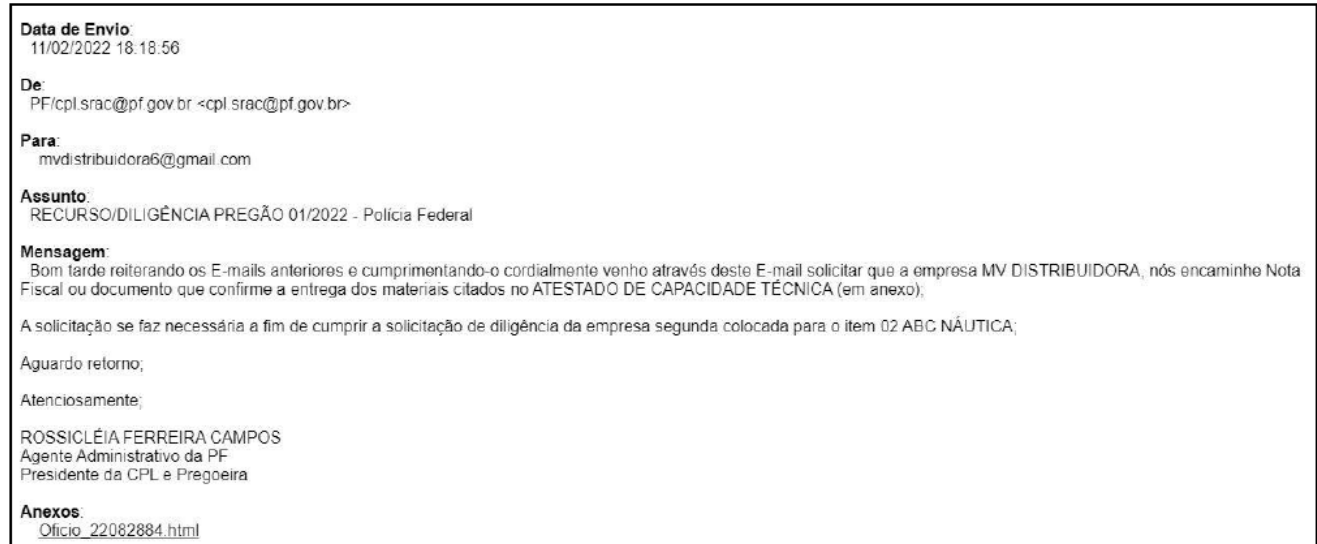 Data de Envio:
11/02/2022 18:18:56
De:
PF/cpl.srac@pf.gov.br <cpl.srac@pf.gov.br>
Para:
mvdistribuidora6@gmail.com
Assunto:
RECURSO/DILIGÊNCIA PREGÃO 01/2022 - Polícia Federal
Mensagem:
Bom tarde reiterando os E-mails anteriores e cumprimentando-o cordialmente venho através deste E-mail solicitar que a empresa MV DISTRIBUIDORA, nós encaminhe Nota
Fiscal ou documento que confirme a entrega dos materiais citados no ATESTADO DE CAPACIDADE TÉCNICA (em anexo);
A solicitação se faz necessária a fim de cumprir a solicitação de diligência da empresa segunda colocada para o item 02 ABC NÁUTICA;
Aguardo retorno;
Atenciosamente;
ROSSICLÉIA FERREIRA CAMPOS
Agente Administrativo da PF
Presidente da CPL e Pregoeira
Anexos:
Oficio_22082884.html